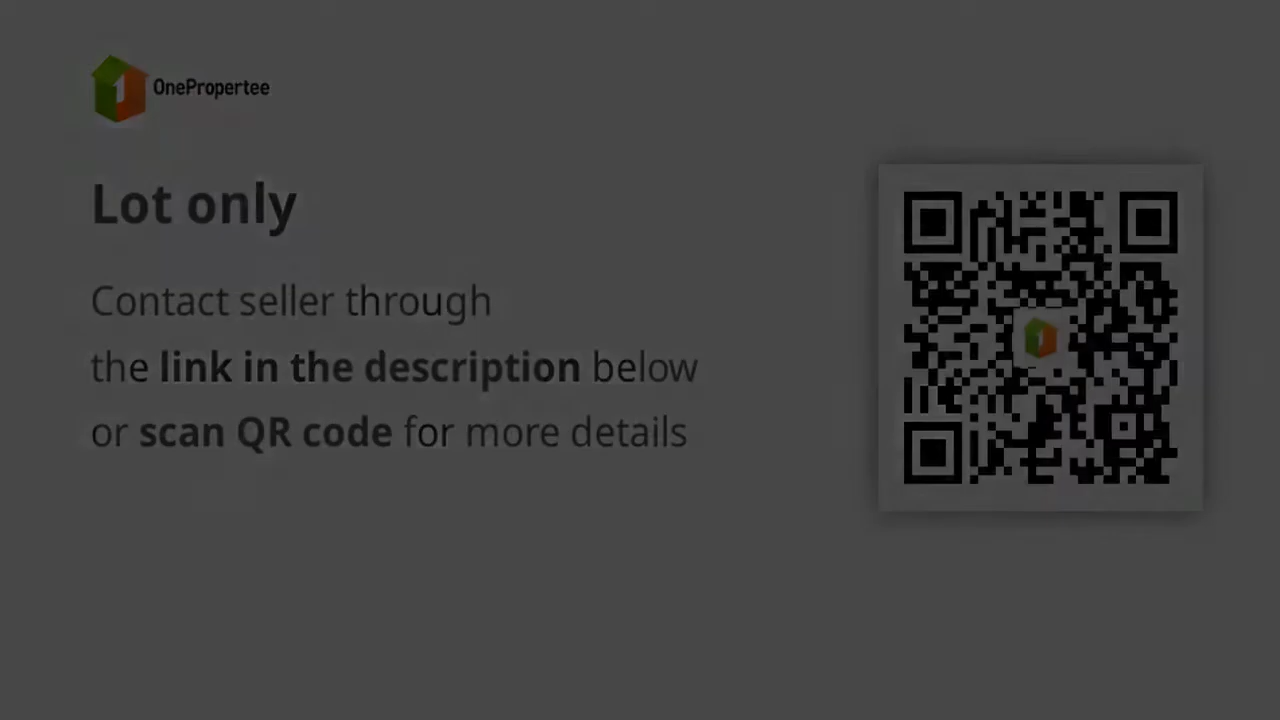 OnePropertee
Lot only
Contact seller through
the link in the description below
or scan QR code for more details